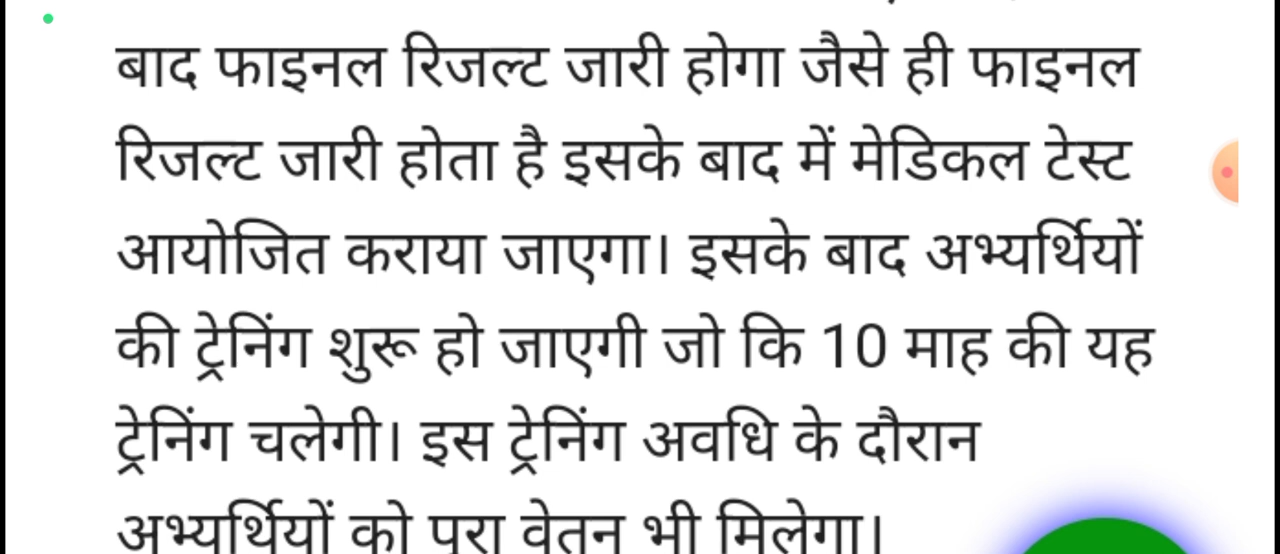 बाद फाइनल रिजल्ट जारी होगा जैसे ही फाइनल
रिजल्ट जारी होता है इसके बाद में मेडिकल टेस्ट
आयोजित कराया जाएगा। इसके बाद अभ्यर्थियों
की ट्रेनिंग शुरू हो जाएगी जो कि 10 माह की यह
ट्रेनिंग चलेगी। इस ट्रेनिंग अवधि के दौरान
अभ्यर्थियों को पूरा वेतन भी मिलेगा।